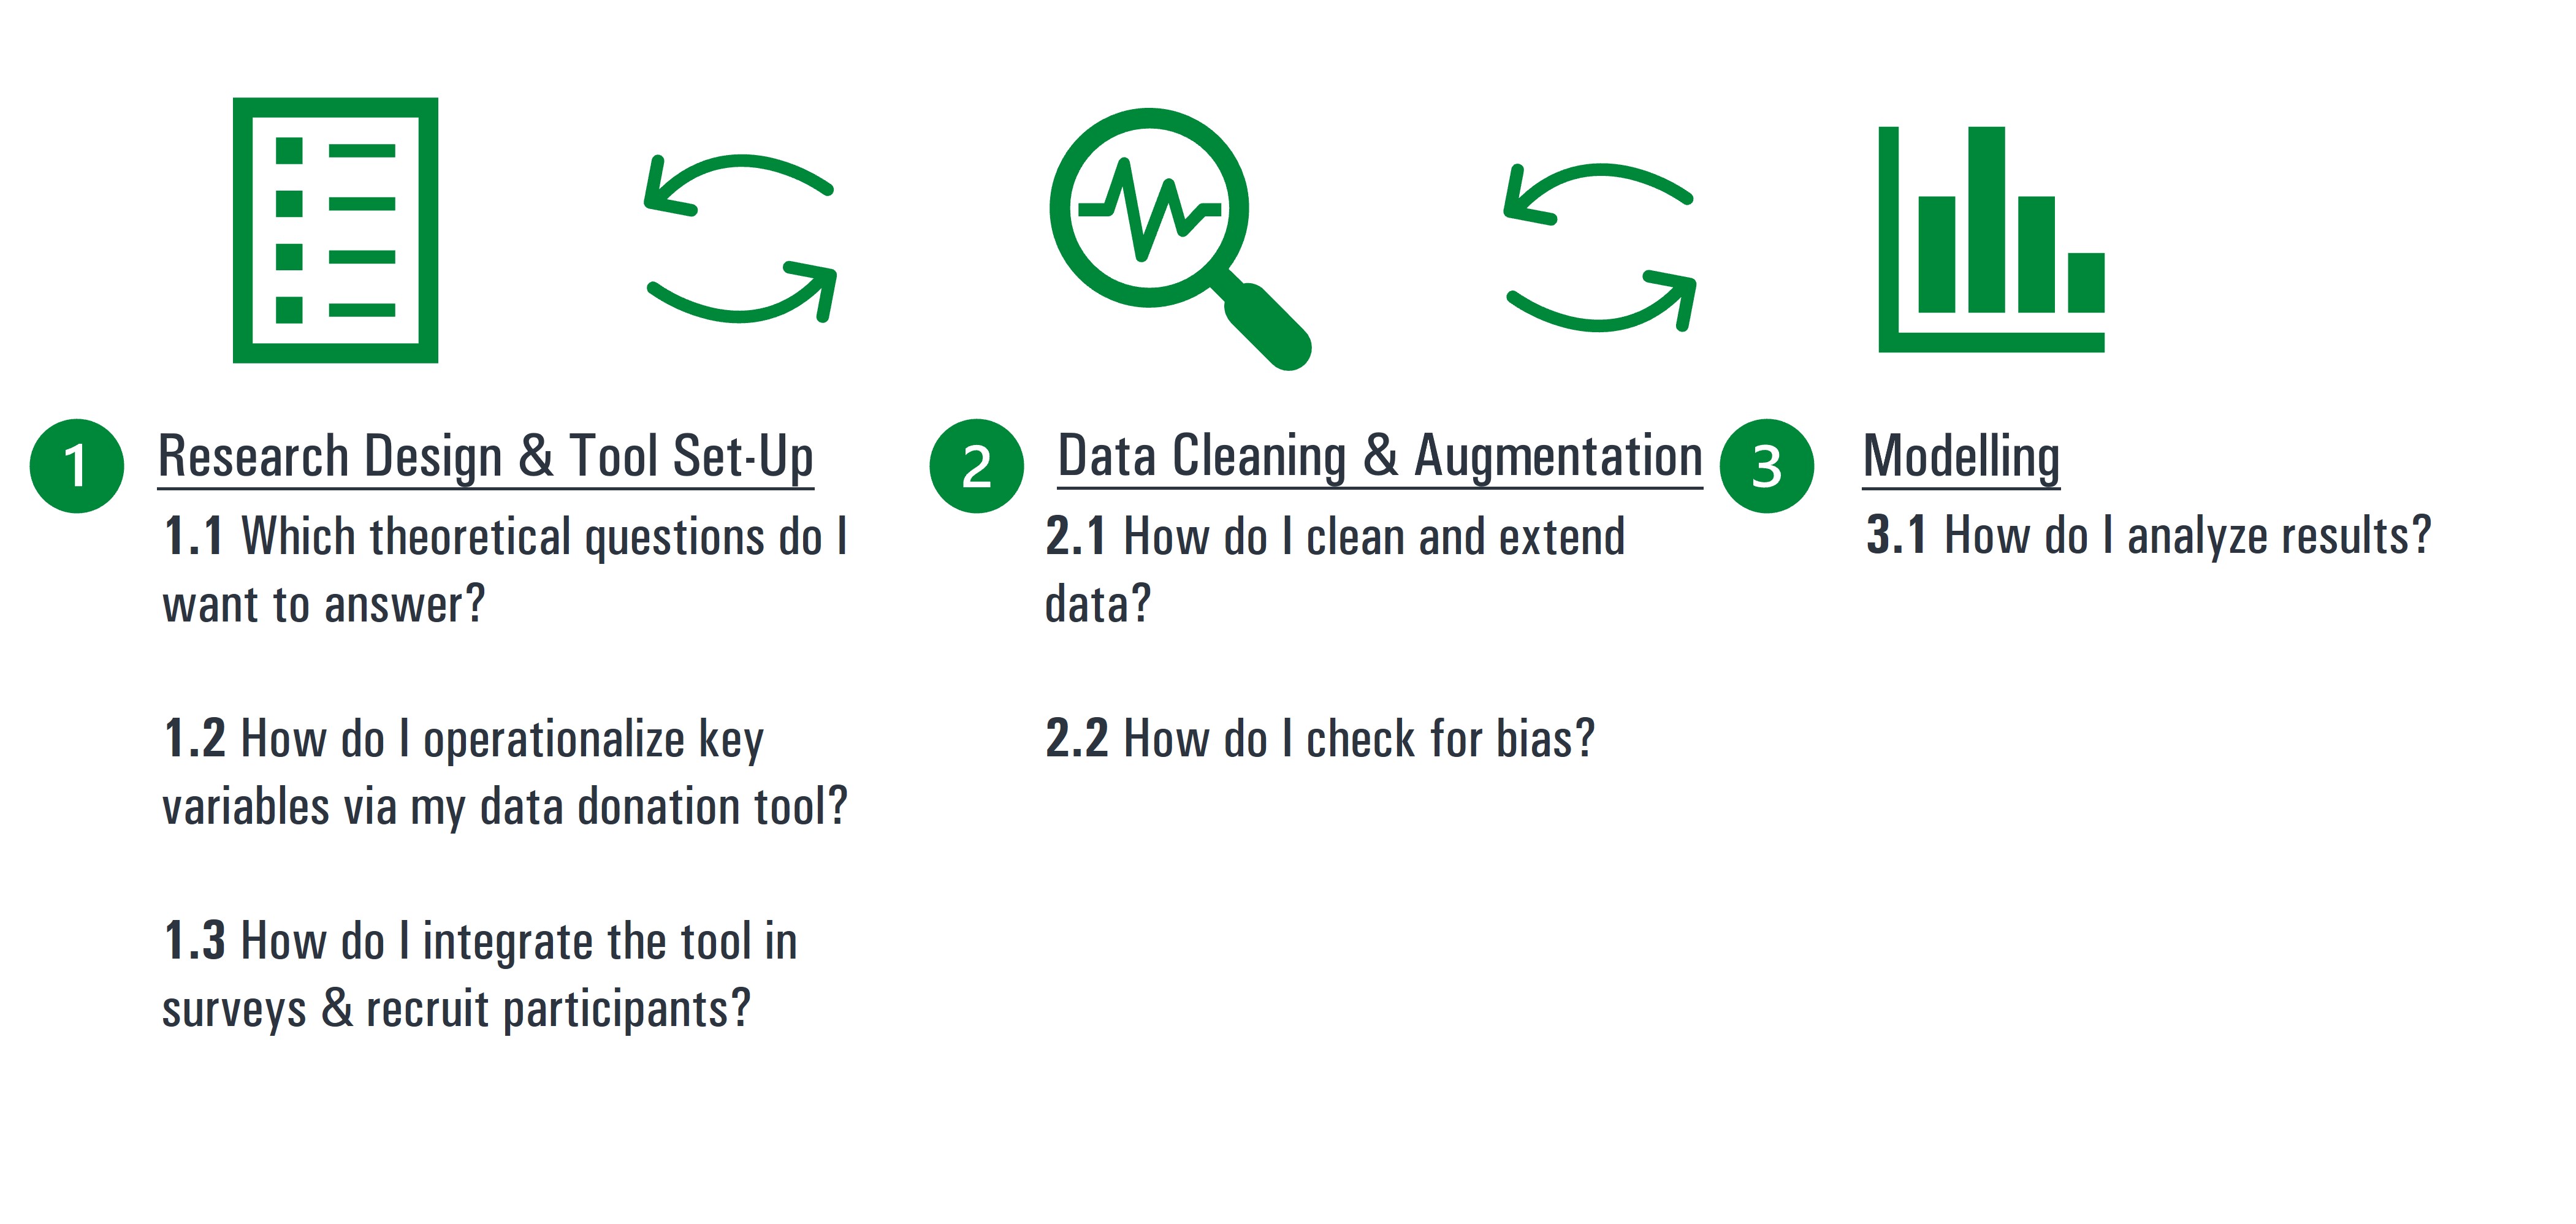 1 Research Design & Tool Set-Up
1.1 Which theoretical questions do I
want to answer?
1.2 How do I operationalize key
variables via my data donation tool?
1.3 How do I integrate the tool in
surveys & recruit participants?
2 Data Cleaning & Augmentation
2.1 How do I clean and extend
data?
2.2 How do I check for bias?
3 Modelling
3.1 How do I analyze results?